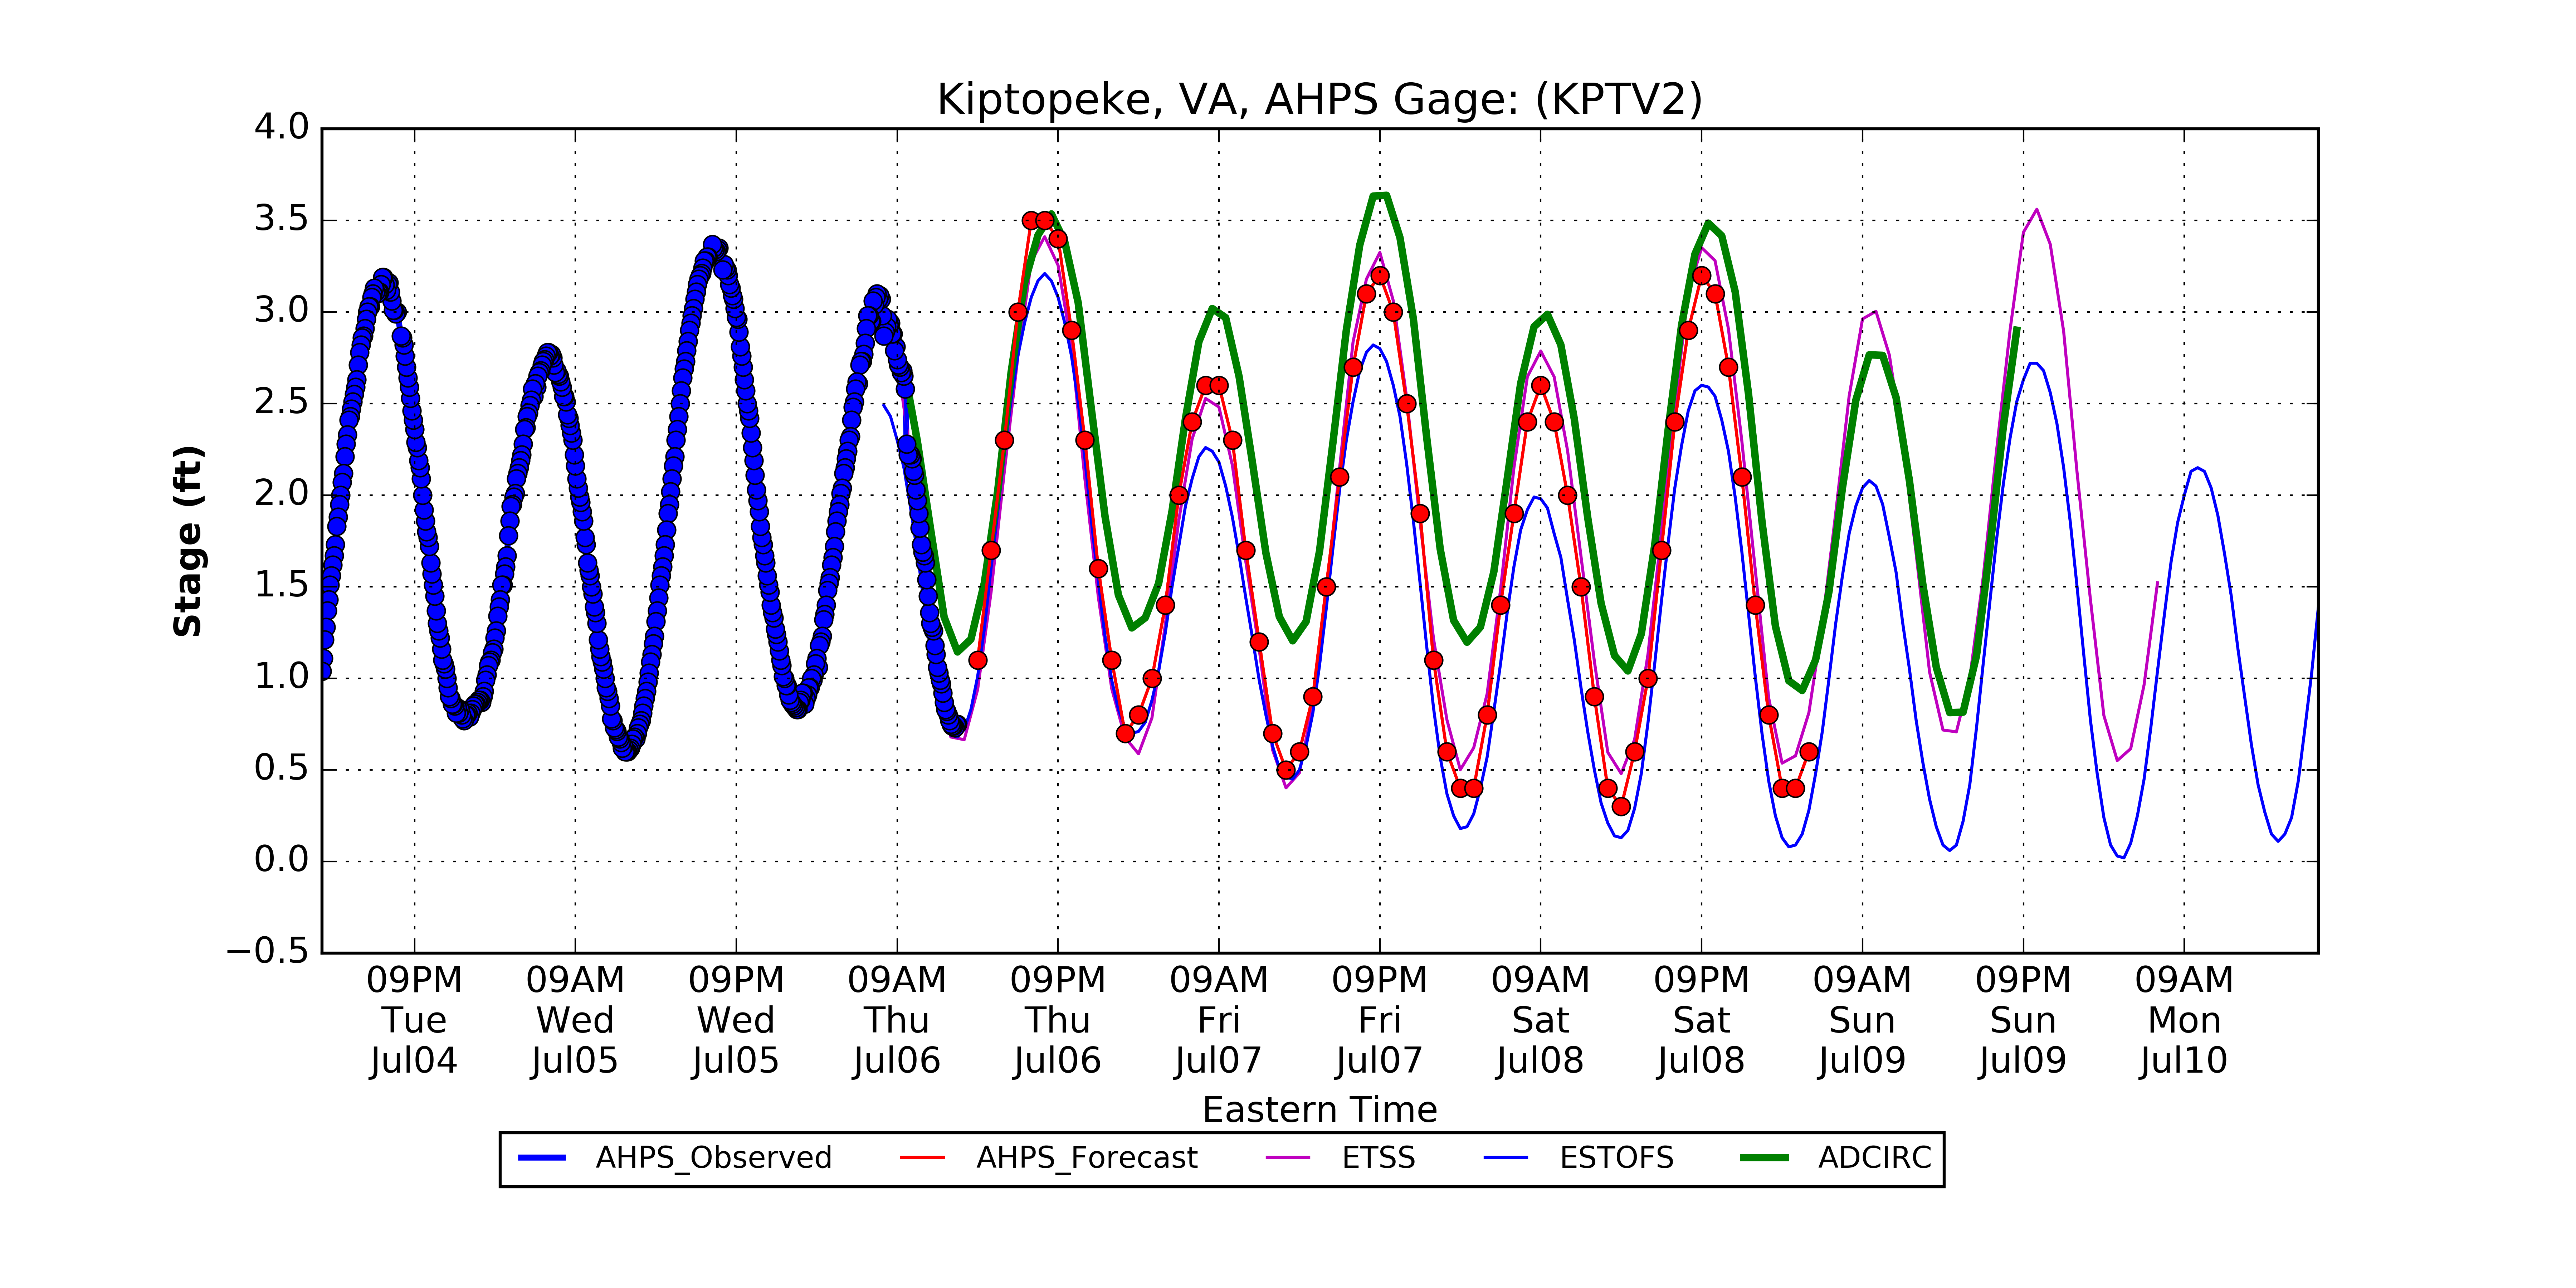 Kiptopeke, VA, AHPS Gage: (KPTV2)
4.0
3.5
3.0
2.5
2.0
1.5
1.0
0.5
0.0
−0.5
Stage (ft)
09PM 09AM 09PM 09AM 09PM 09AM 09PM 09AM 09PM 09AM 09PM 09AM
Tue Wed Wed Thu Thu Fri Fri Sat Sat Sun Sun Mon
Jul04 Jul05 Jul05 Jul06 Jul06 Jul07 Jul07 Jul08 Jul08 Jul09 Jul09 Jul10
Eastern Time
AHPS_Observed AHPS_Forecast ETSS ESTOFS ADCIRC